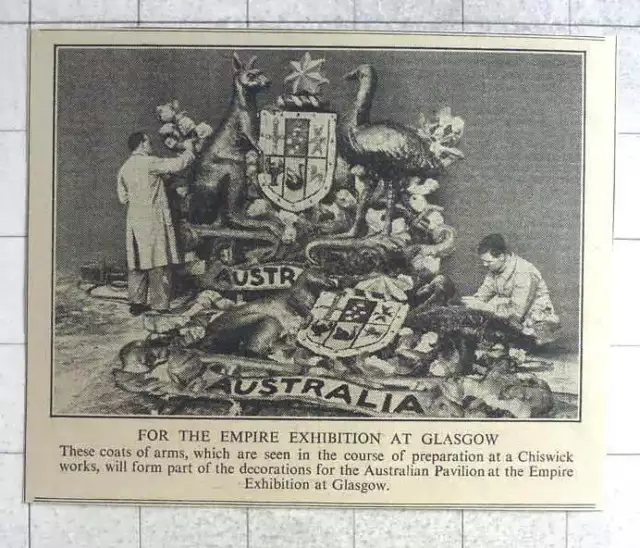 AUSTR
AUSTRALIA
FOR THE EMPIRE EXHIBITION AT GLASGOW
These coats of arms, which are seen in the course of preparation at a Chiswick
works, will form part of the decorations for the Australian Pavilion at the Empire
Exhibition at Glasgow.